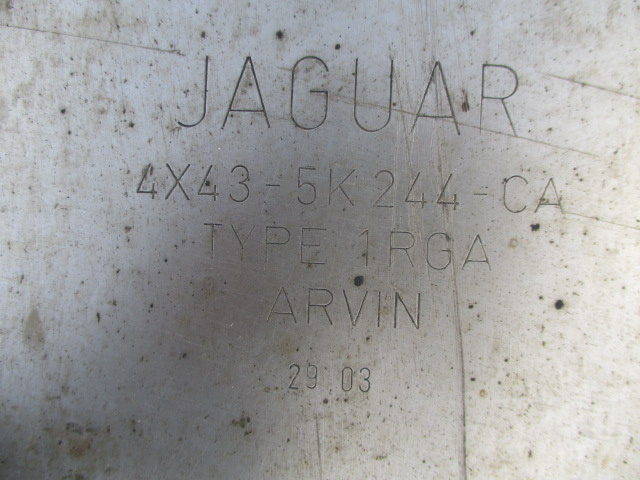 JAGUAR
4X43-5K244-CA
TYPE 1RGA
ARVIN
29 03